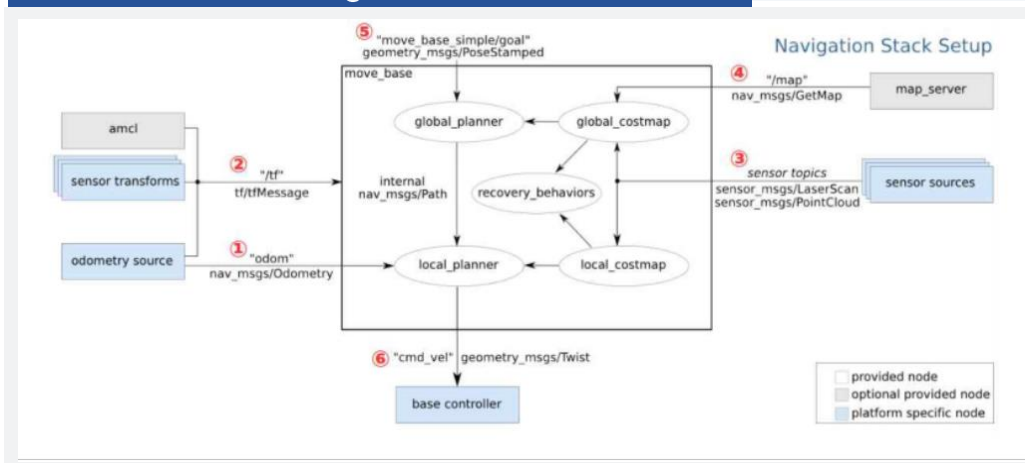 ⑤ "move_base_simple/goal"
geometry_msgs/PoseStamped
Navigation Stack Setup
move_base
④ "/map"
nav_msgs/GetMap
map_server
amcl
global_planner
global_costmap
② "/tf"
tf/tfMessage
sensor transforms
internal
nav_msgs/Path
recovery_behaviors
③ sensor topics
sensor_msgs/LaserScan
sensor_msgs/PointCloud
sensor sources
① "odom"
nav_msgs/Odometry
odometry source
local_planner
local_costmap
⑥ "cmd_vel" geometry_msgs/Twist
base controller
provided node
optional provided node
platform specific node